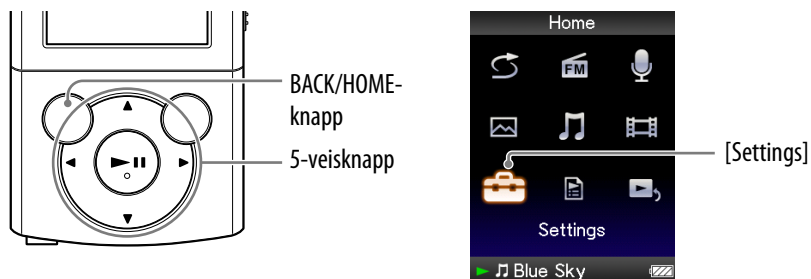 BACK/HOME-
knapp
5-veisknapp
Home
FM
[Settings]
Settings
Blue Sky